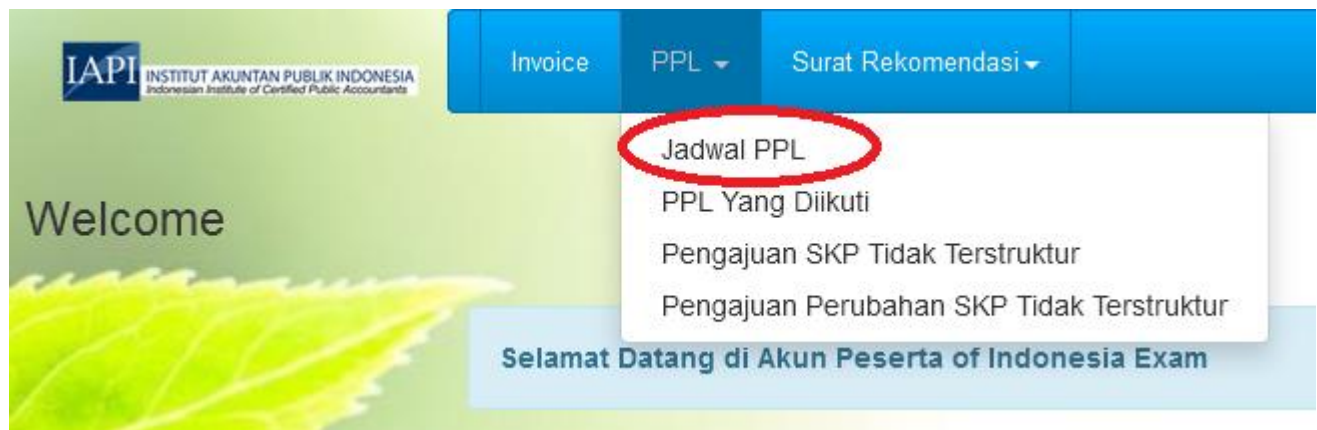 IAPI INSTITUT AKUNTAN PUBLIK INDONESIA
Indonesian Institute of Certified Public Accountants
Invoice PPL Surat Rekomendasi
Jadwal PPL
PPL Yang Diikuti
Pengajuan SKP Tidak Terstruktur
Pengajuan Perubahan SKP Tidak Terstruktur
Welcome
Selamat Datang di Akun Peserta of Indonesia Exam